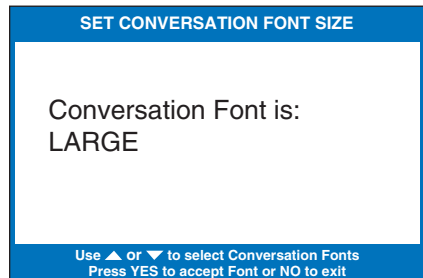 SET CONVERSATION FONT SIZE
Conversation Font is:
LARGE
Use ▲ or ▼ to select Conversation Fonts
Press YES to accept Font or NO to exit